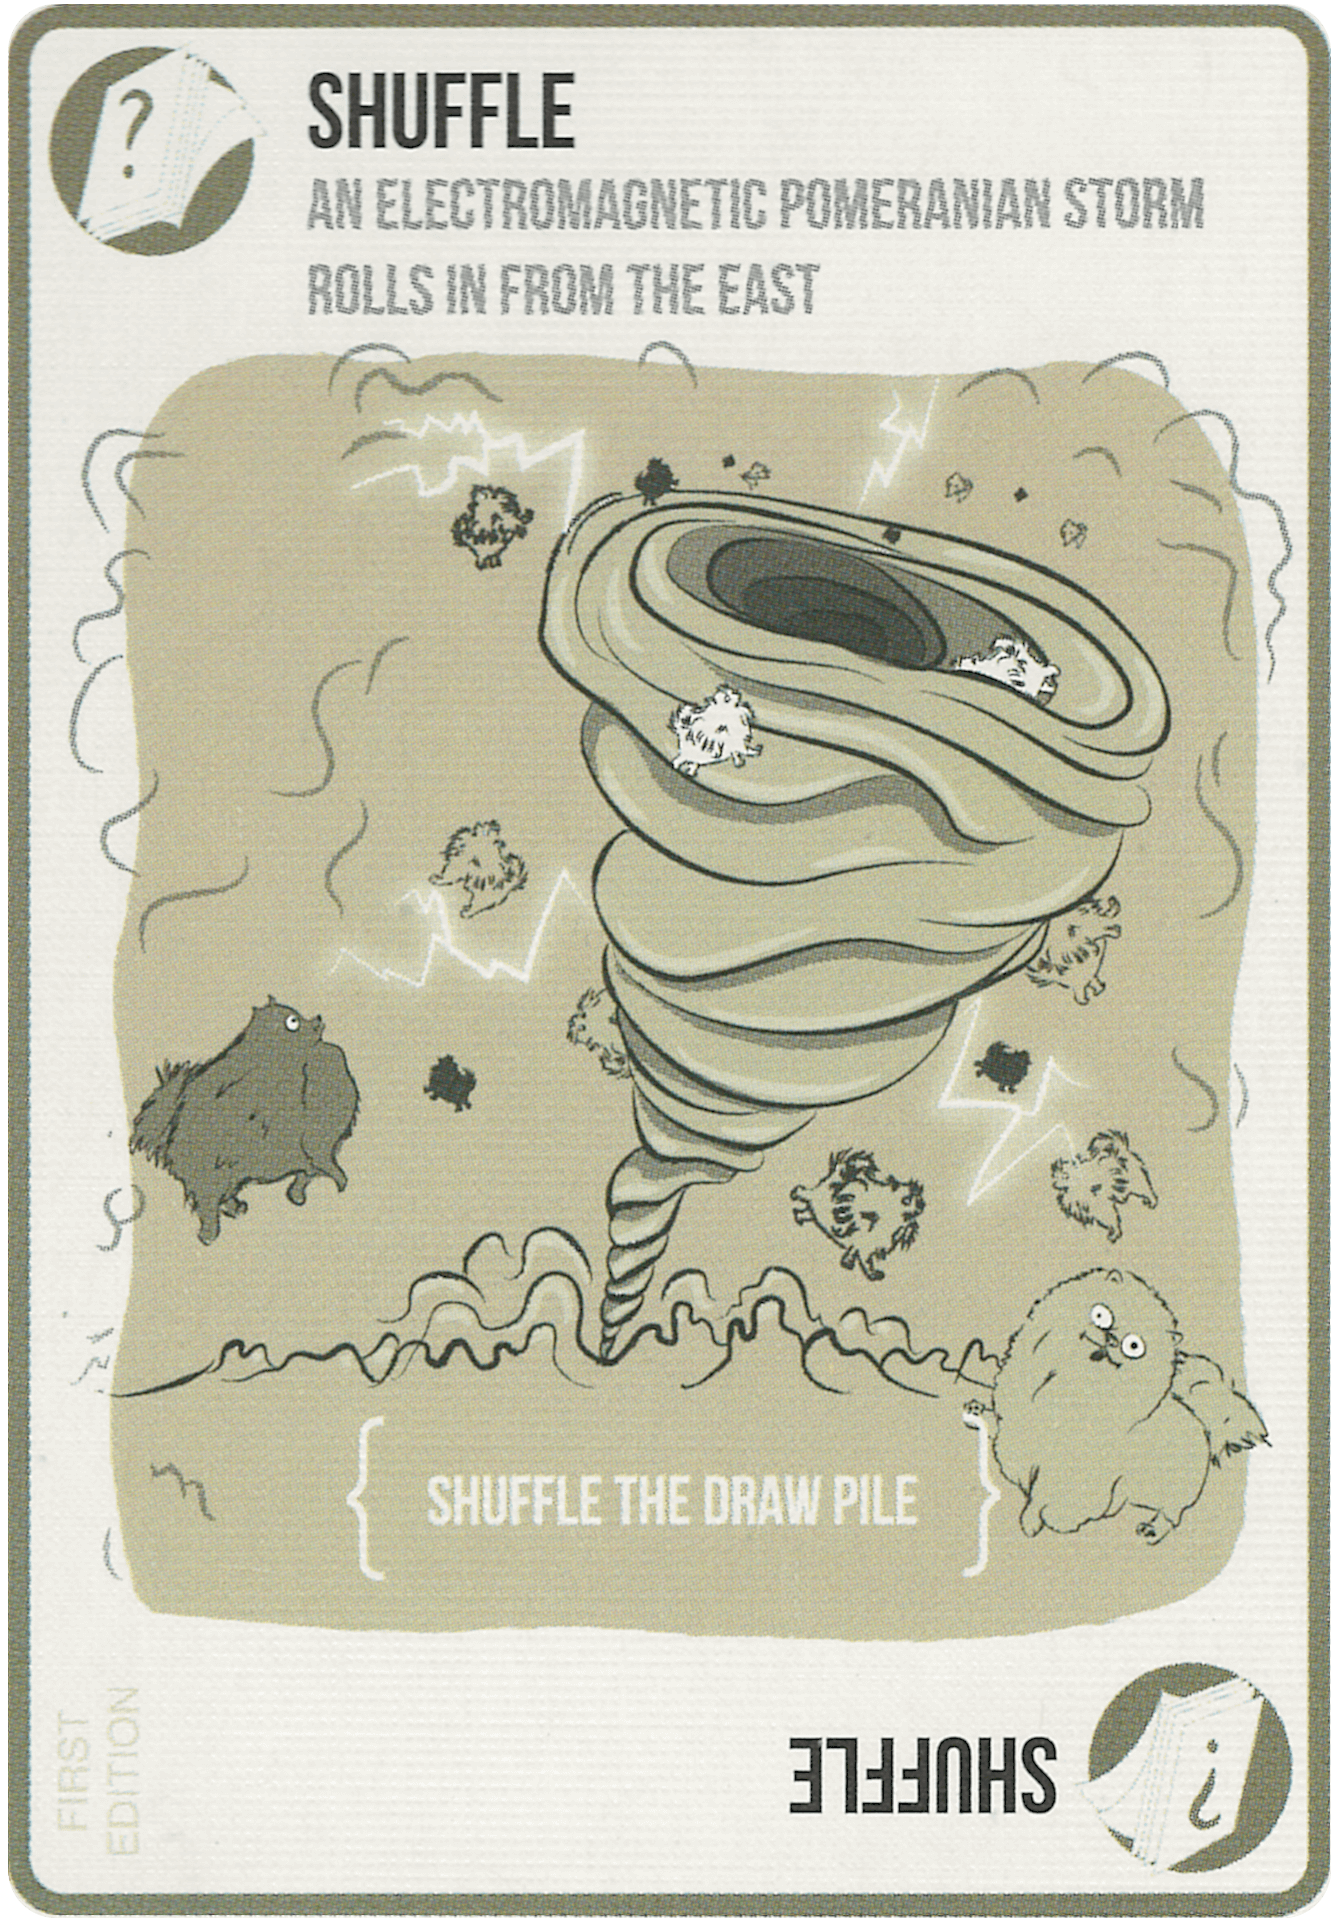 ?
SHUFFLE
AN ELECTROMAGNETIC POMERANIAN STORM
ROLLS IN FROM THE EAST
{ SHUFFLE THE DRAW PILE }
FIRST
EDITION
SHUFFLE
?